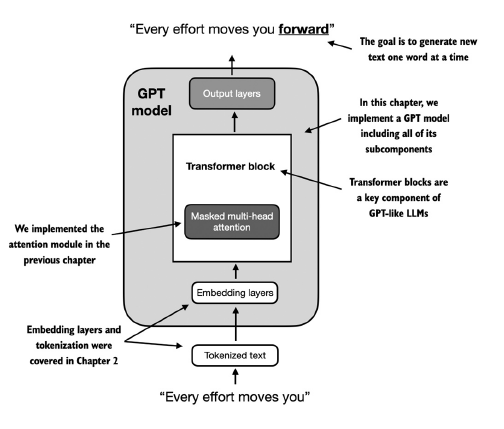 “Every effort moves you forward”
The goal is to generate new
text one word at a time
GPT
model
Output layers
In this chapter, we
implement a GPT model
including all of its
subcomponents
Transformer block
Transformer blocks are
a key component of
GPT-like LLMs
Masked multi-head
attention
We implemented the
attention module in the
previous chapter
Embedding layers
Embedding layers and
tokenization were
covered in Chapter 2
Tokenized text
“Every effort moves you”